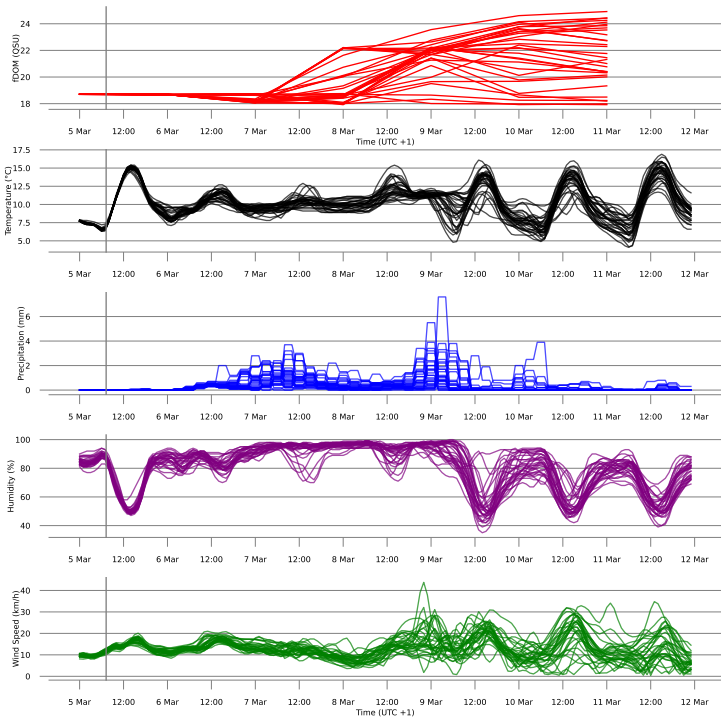 fDOM (QSU)
24
22
20
18
5 Mar 12:00 6 Mar 12:00 7 Mar 12:00 8 Mar 12:00 9 Mar 12:00 10 Mar 12:00 11 Mar 12:00 12 Mar
Time (UTC +1)
Temperature (°C)
17.5
15.0
12.5
10.0
7.5
5.0
5 Mar 12:00 6 Mar 12:00 7 Mar 12:00 8 Mar 12:00 9 Mar 12:00 10 Mar 12:00 11 Mar 12:00 12 Mar
Precipitation (mm)
6
4
2
0
5 Mar 12:00 6 Mar 12:00 7 Mar 12:00 8 Mar 12:00 9 Mar 12:00 10 Mar 12:00 11 Mar 12:00 12 Mar
Humidity (%)
100
80
60
40
5 Mar 12:00 6 Mar 12:00 7 Mar 12:00 8 Mar 12:00 9 Mar 12:00 10 Mar 12:00 11 Mar 12:00 12 Mar
Wind Speed (km/h)
40
30
20
10
0
5 Mar 12:00 6 Mar 12:00 7 Mar 12:00 8 Mar 12:00 9 Mar 12:00 10 Mar 12:00 11 Mar 12:00 12 Mar
Time (UTC +1)